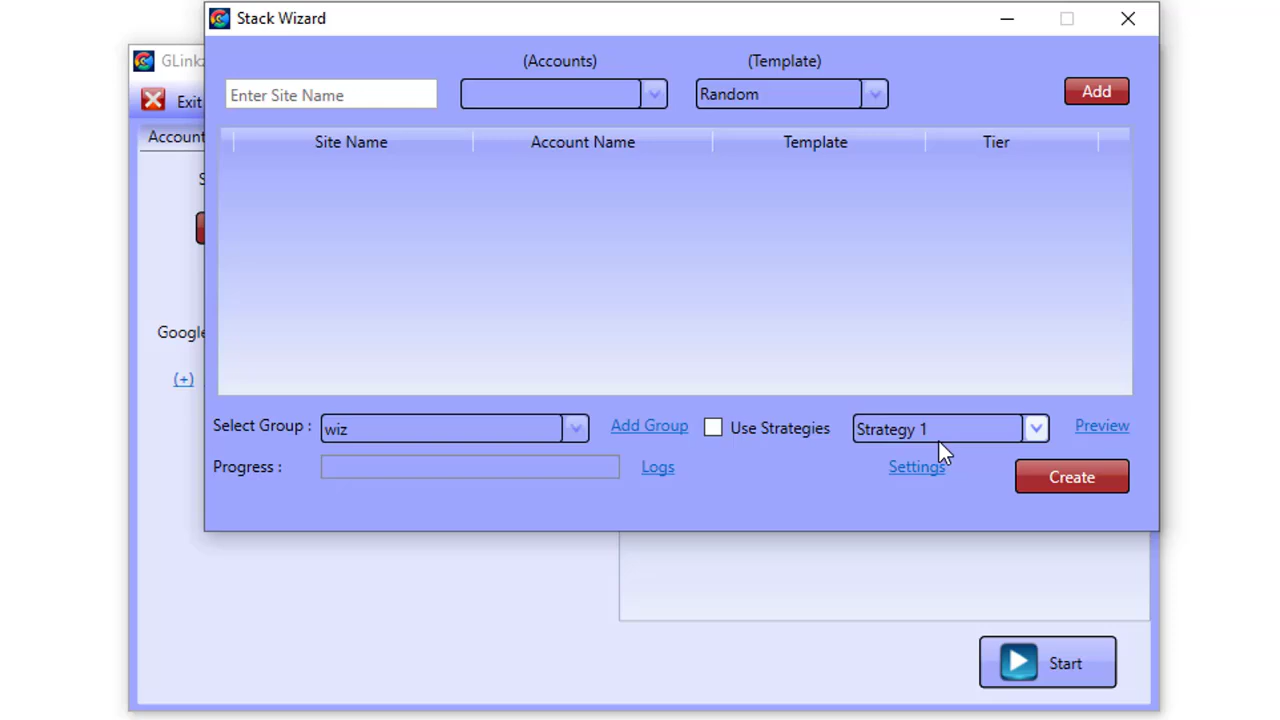 Stack Wizard
GLink
Exit
(Accounts)
(Template)
Enter Site Name
Random
Add
Account
Site Name
Account Name
Template
Tier
S
Google
(+)
Select Group :
wiz
Add Group
Use Strategies
Strategy 1
Preview
Progress :
Logs
Settings
Create
Start